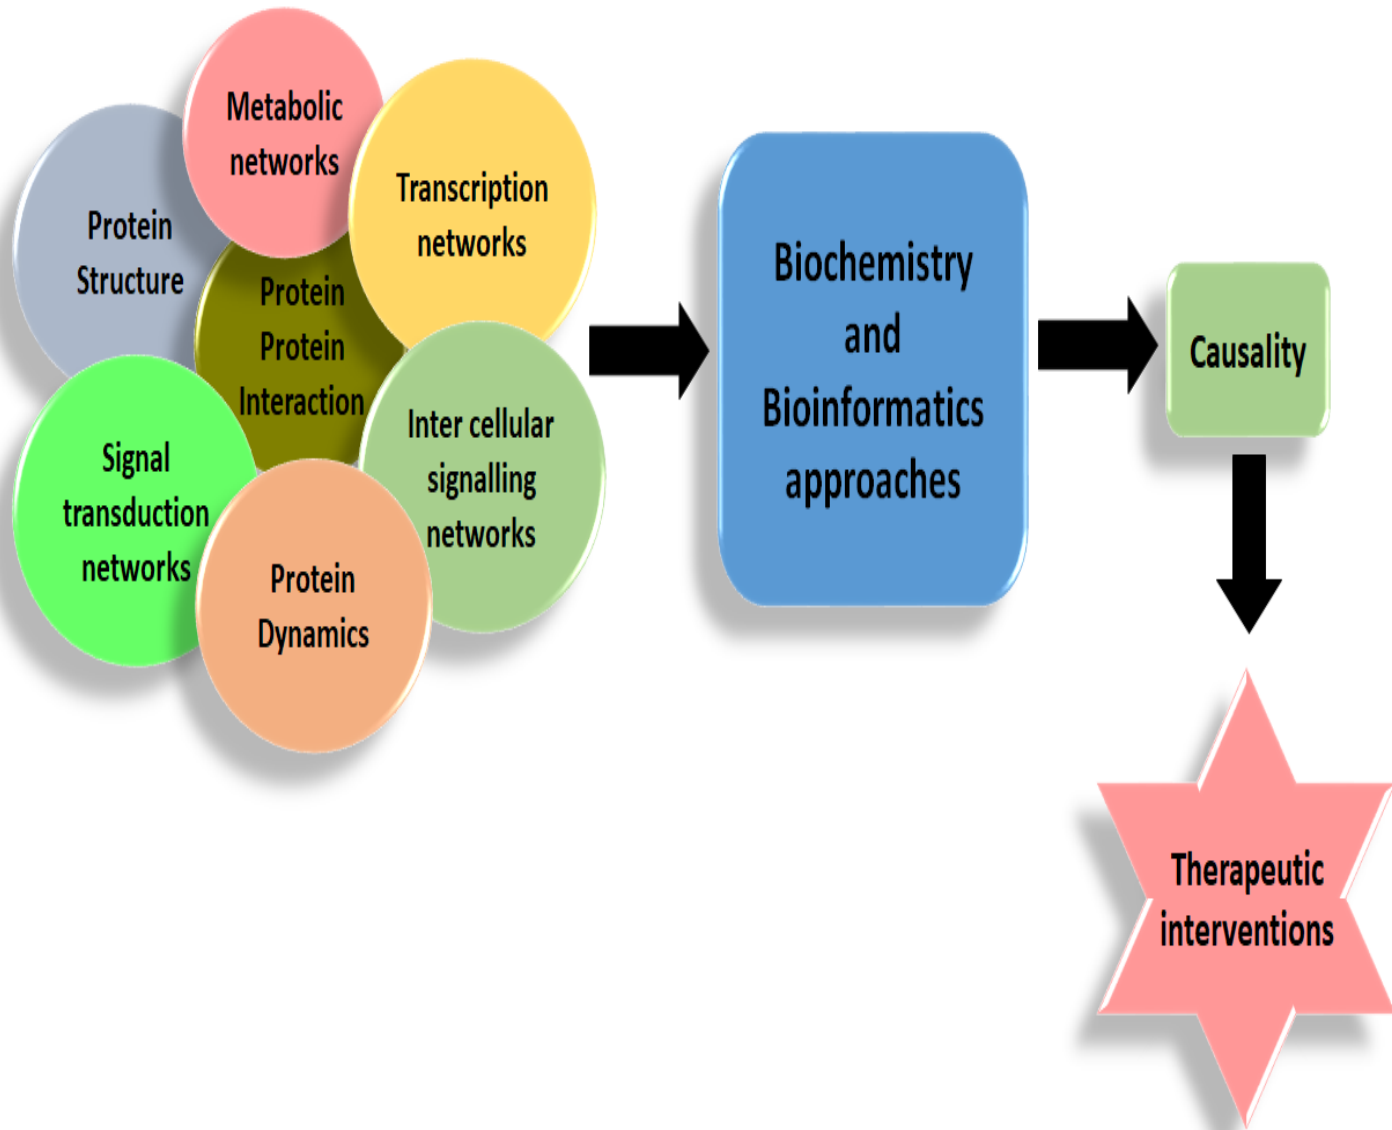 Metabolic
networks
Transcription
networks
Protein
Structure
Protein
Protein
Interaction
Inter cellular
signalling
networks
Signal
transduction
networks
Protein
Dynamics
Biochemistry
and
Bioinformatics
approaches
Causality
Therapeutic
interventions